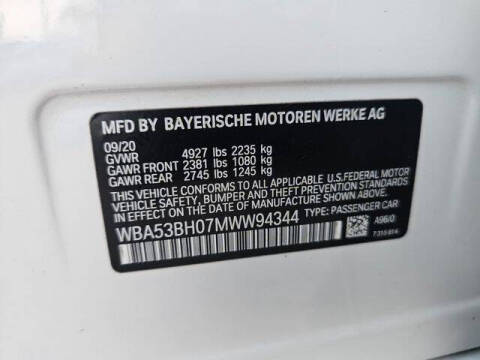 MFD BY BAYERISCHE MOTOREN WERKE AG
09/20
GVWR 4927 lbs 2235 kg
GAWR FRONT 2381 lbs 1080 kg
GAWR REAR 2745 lbs 1245 kg
THIS VEHICLE CONFORMS TO ALL APPLICABLE U.S. FEDERAL MOTOR
VEHICLE SAFETY, BUMPER AND THEFT PREVENTION STANDARDS
IN EFFECT ON THE DATE OF MANUFACTURE SHOWN ABOVE.
WBA53BH07MWW94344 TYPE: PASSENGER CAR
A96/0